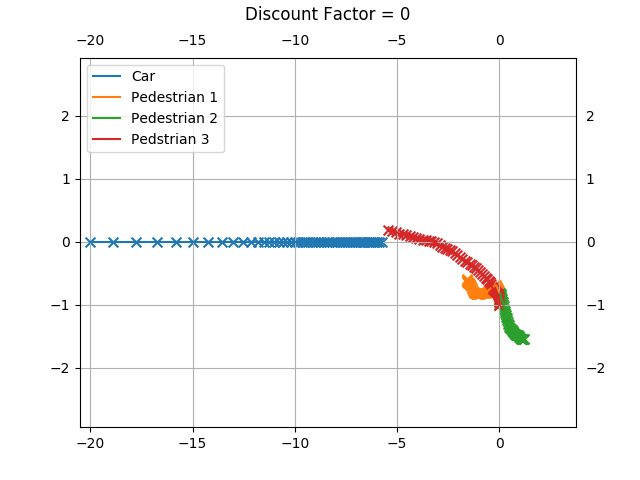 Discount Factor = 0
−20 −15 −10 −5 0
Car
Pedestrian 1
Pedestrian 2
Pedstrian 3
2 2
1 1
0 0
−1 −1
−2 −2
−20 −15 −10 −5 0